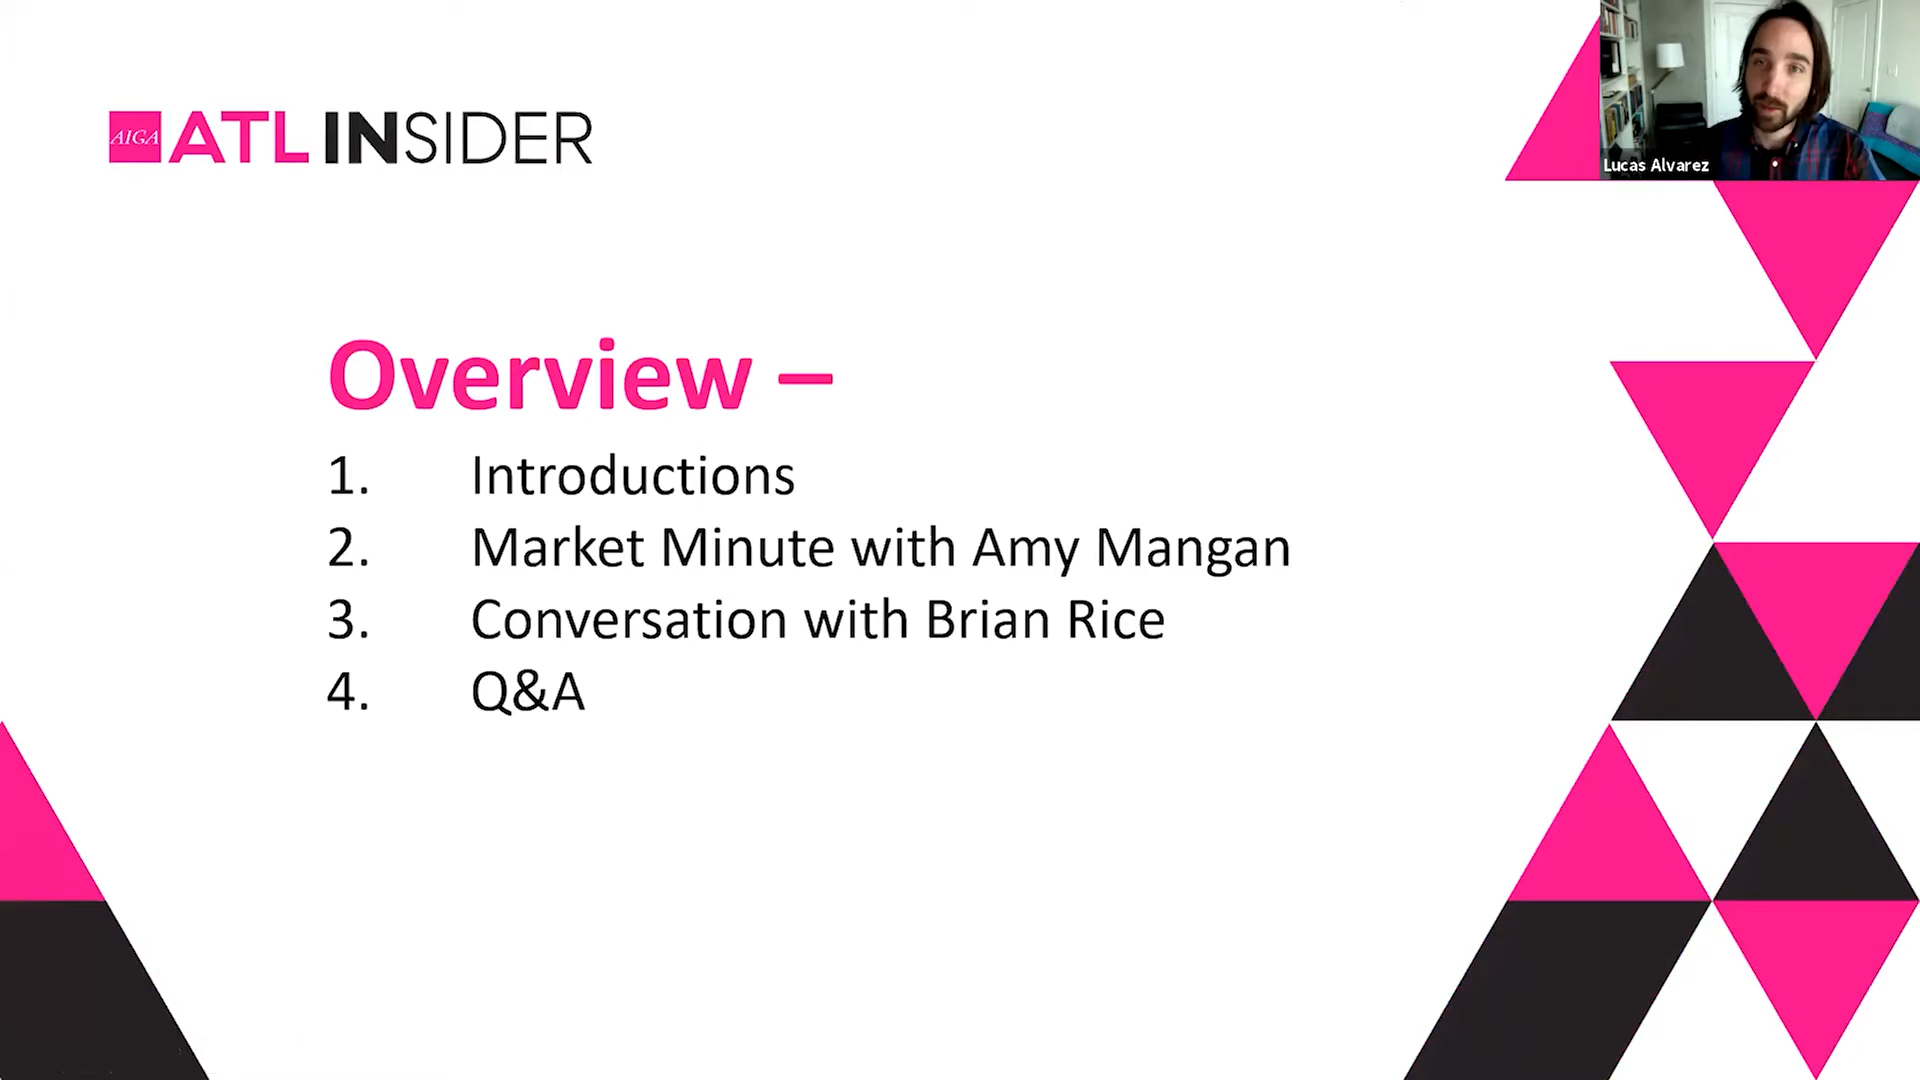 AIGA ATL INSIDER
Lucas Alvarez
Overview –
1. Introductions
2. Market Minute with Amy Mangan
3. Conversation with Brian Rice
4. Q&A